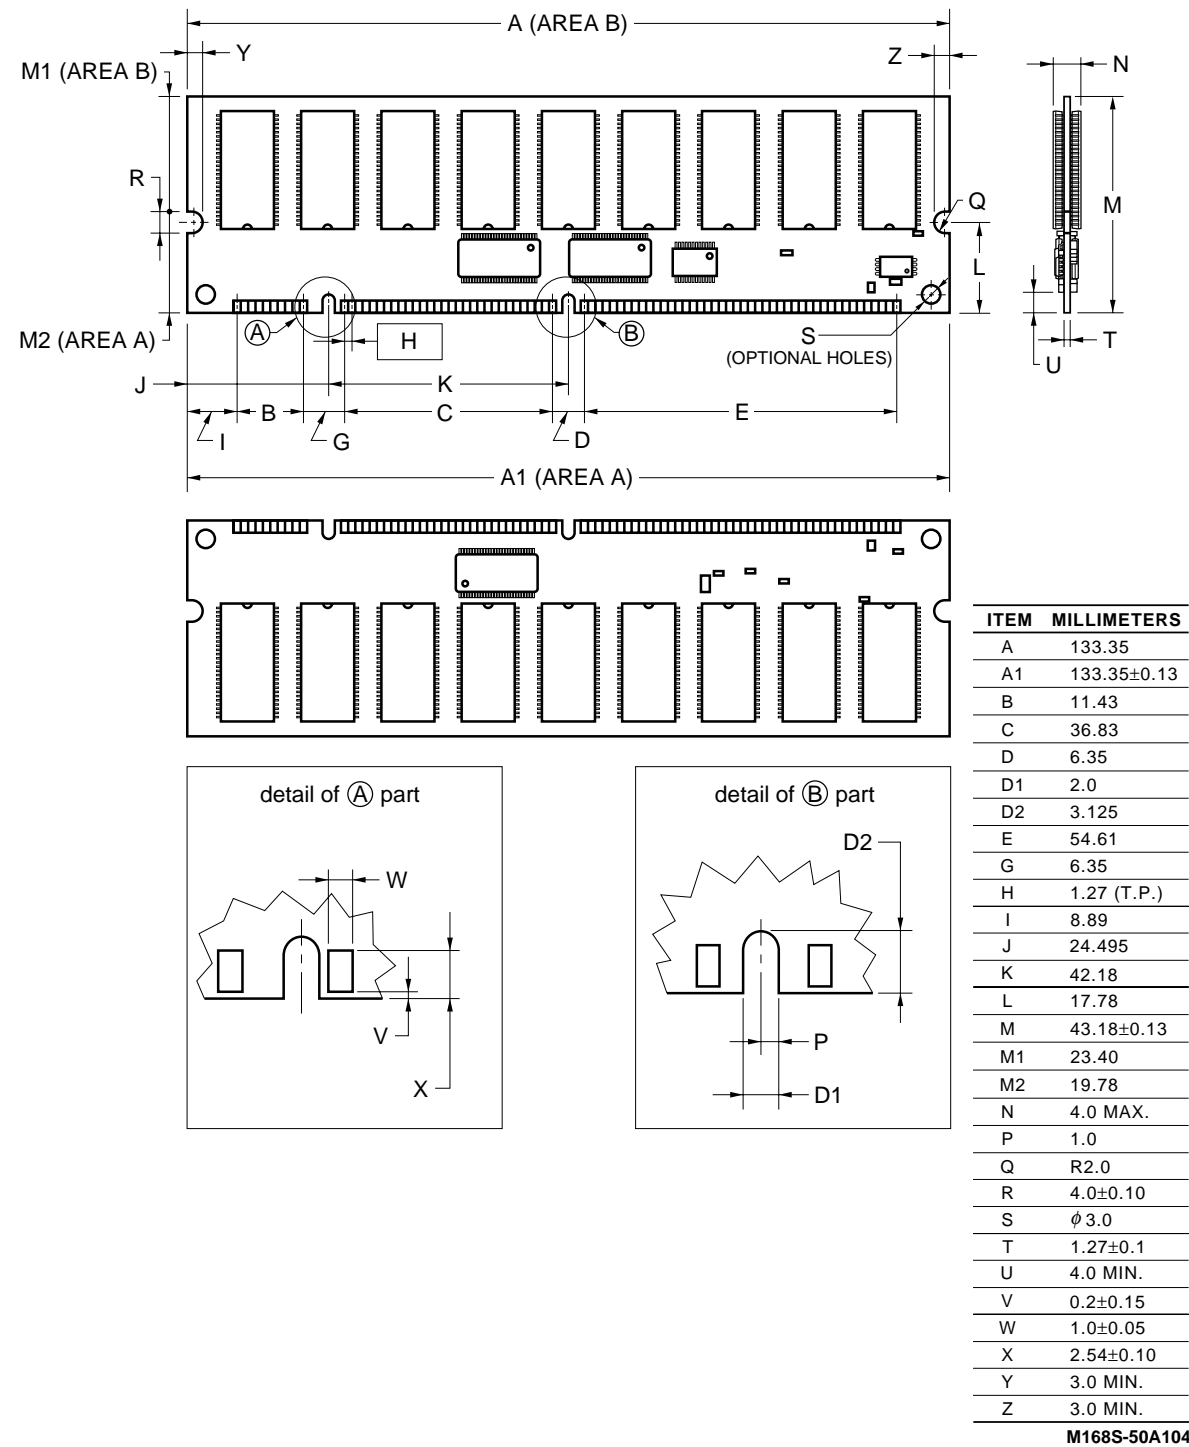 A (AREA B)
Y
Z
N
M1 (AREA B)
R
Q
M
L
A
B
S
(OPTIONAL HOLES)
H
M2 (AREA A)
T
U
J
K
B
C
E
I
G
D
A1 (AREA A)
detail of A part
W
V
X
detail of B part
D2
P
D1
ITEM MILLIMETERS
A 133.35
A1 133.35±0.13
B 11.43
C 36.83
D 6.35
D1 2.0
D2 3.125
E 54.61
G 6.35
H 1.27 (T.P.)
I 8.89
J 24.495
K 42.18
L 17.78
M 43.18±0.13
M1 23.40
M2 19.78
N 4.0 MAX.
P 1.0
Q R2.0
R 4.0±0.10
S ϕ 3.0
T 1.27±0.1
U 4.0 MIN.
V 0.2±0.15
W 1.0±0.05
X 2.54±0.10
Y 3.0 MIN.
Z 3.0 MIN.
M168S-50A104